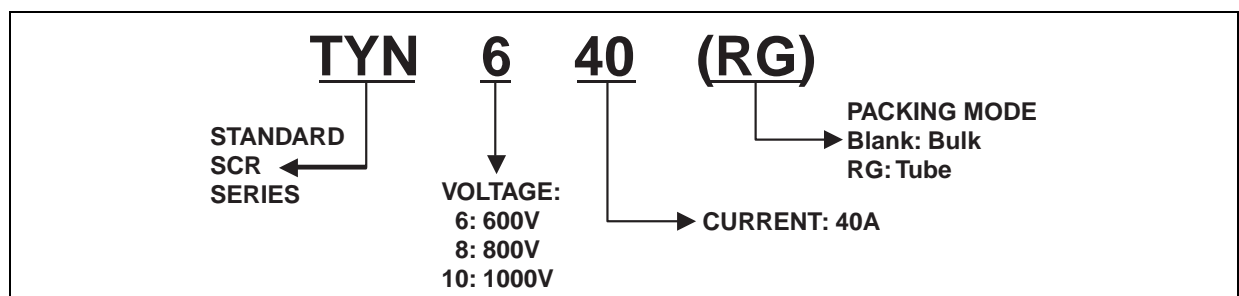 TYN 6 40 (RG)
STANDARD
SCR
SERIES
VOLTAGE:
6: 600V
8: 800V
10: 1000V
CURRENT: 40A
PACKING MODE
Blank: Bulk
RG: Tube